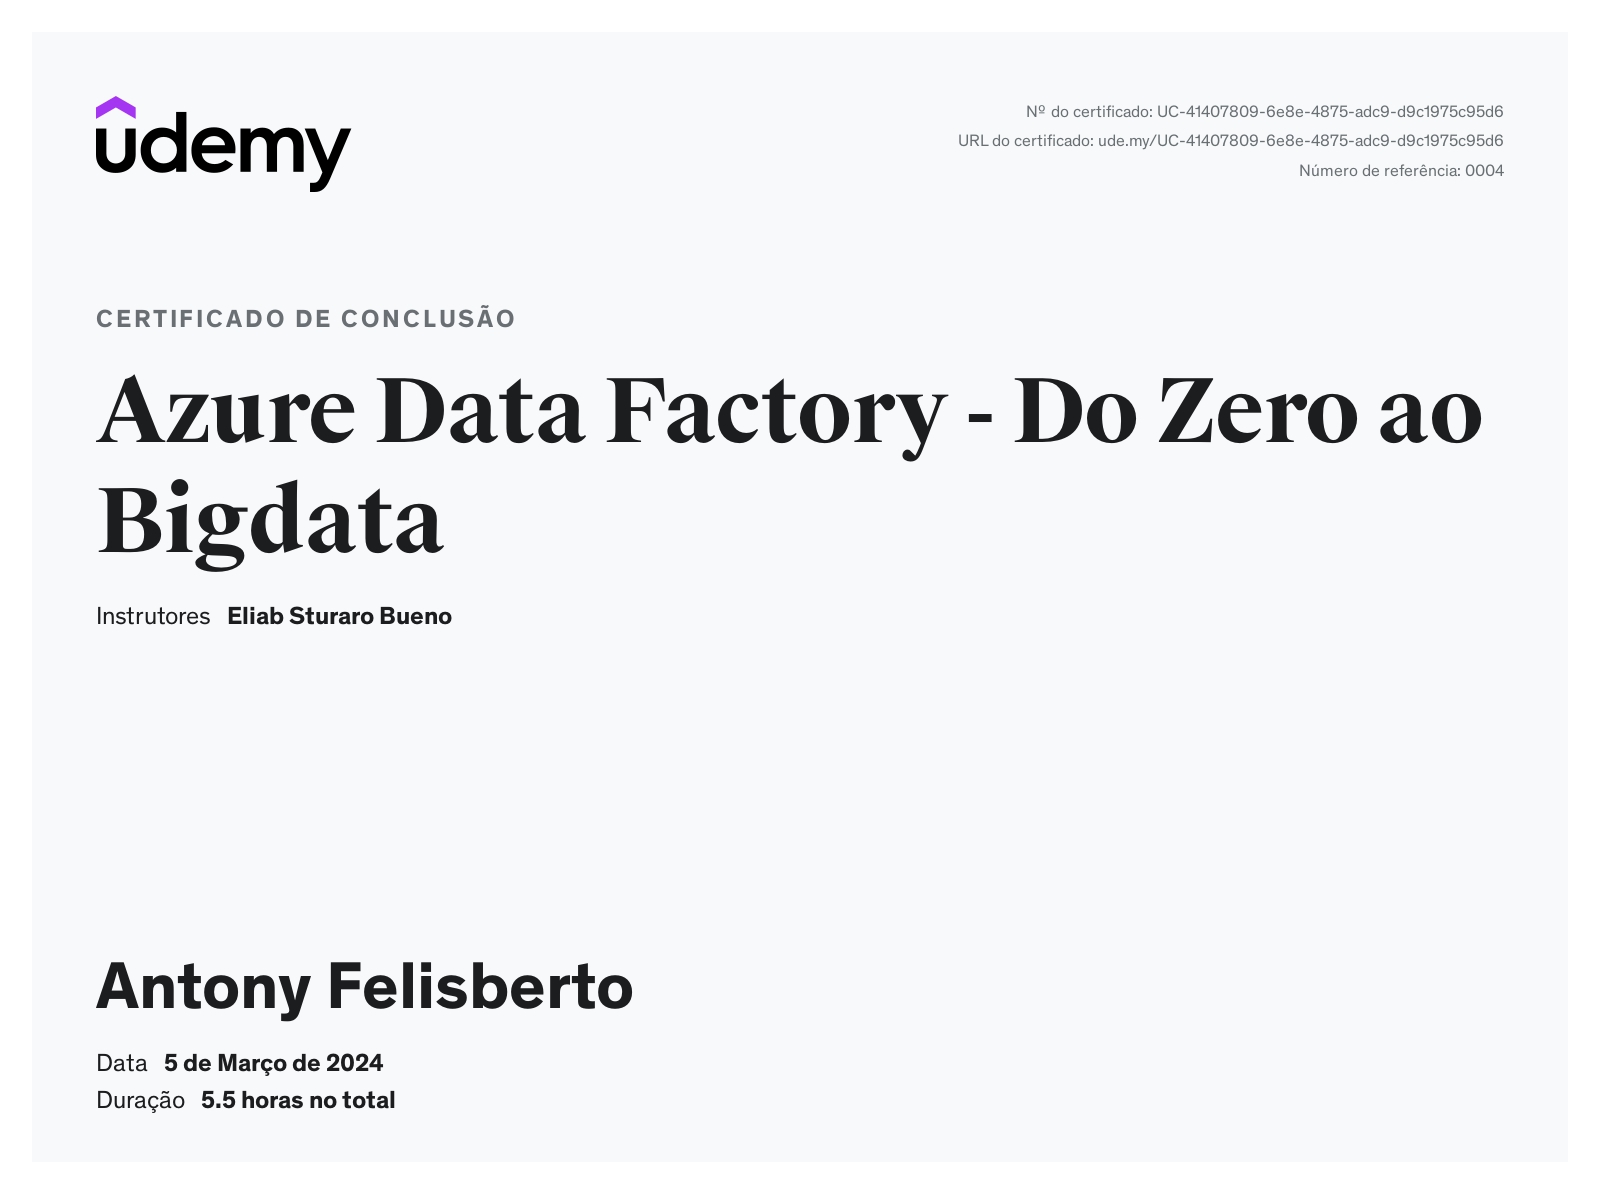 udemy
Nº do certificado: UC-41407809-6e8e-4875-adc9-d9c1975c95d6
URL do certificado: ude.my/UC-41407809-6e8e-4875-adc9-d9c1975c95d6
Número de referência: 0004
CERTIFICADO DE CONCLUSÃO
Azure Data Factory - Do Zero ao
Bigdata
Instrutores Eliab Sturaro Bueno
Antony Felisberto
Data 5 de Março de 2024
Duração 5.5 horas no total